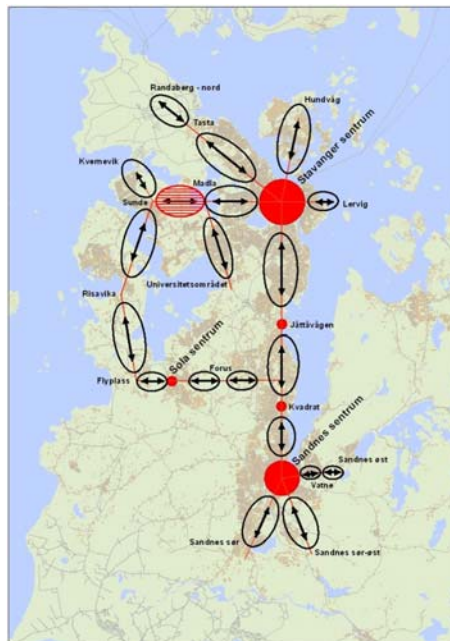 Randaberg - nord
Hundvåg
Tasta
Stavanger sentrum
Kvernevik
Madla
Sunde
Lervig
Universitetsområdet
Risavika
Jåttåvågen
Sola sentrum
Forus
Flyplass
Kvadrat
Sandnes sentrum
Sandnes øst
Vatne
Sandnes sør
Sandnes sør-øst